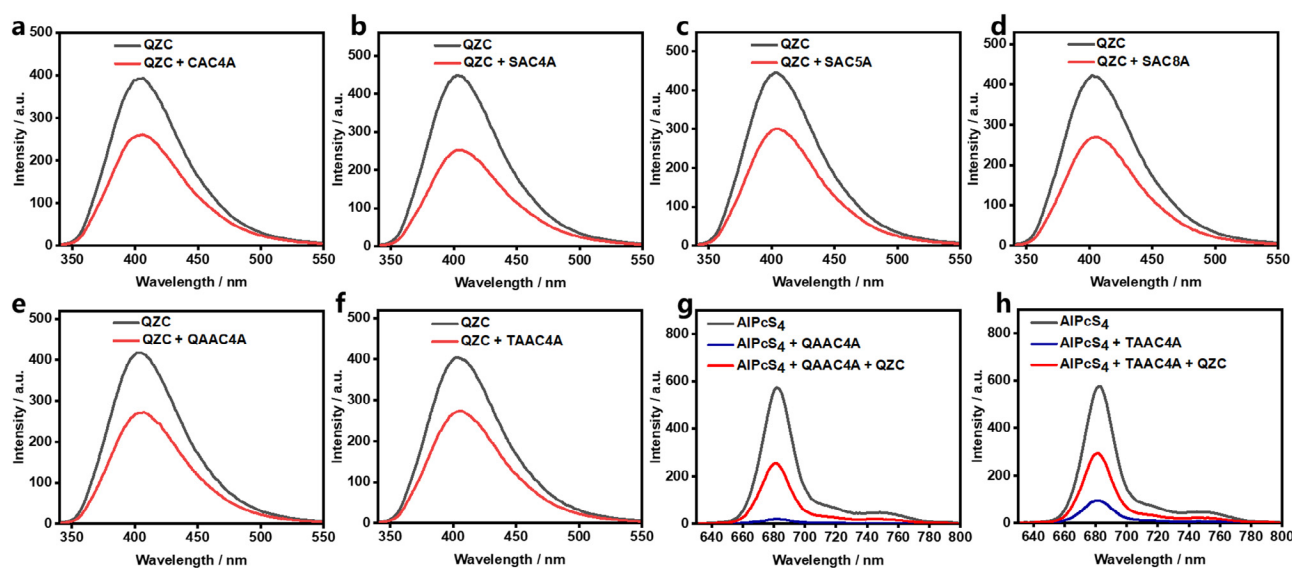 a
QZC
QZC + CAC4A
Intensity / a.u.
500
400
300
200
100
0
350 400 450 500 550
Wavelength / nm
b
QZC
QZC + SAC4A
Intensity / a.u.
500
400
300
200
100
0
350 400 450 500 550
Wavelength / nm
c
QZC
QZC + SAC5A
Intensity / a.u.
500
400
300
200
100
0
350 400 450 500 550
Wavelength / nm
d
QZC
QZC + SAC8A
Intensity / a.u.
500
400
300
200
100
0
350 400 450 500 550
Wavelength / nm
e
QZC
QZC + QAAC4A
Intensity / a.u.
500
400
300
200
100
0
350 400 450 500 550
Wavelength / nm
f
QZC
QZC + TAAC4A
Intensity / a.u.
500
400
300
200
100
0
350 400 450 500 550
Wavelength / nm
g
AlPcS4
AlPcS4 + QAAC4A
AlPcS4 + QAAC4A + QZC
Intensity / a.u.
800
600
400
200
0
640 660 680 700 720 740 760 780 800
Wavelength / nm
h
AlPcS4
AlPcS4 + TAAC4A
AlPcS4 + TAAC4A + QZC
Intensity / a.u.
800
600
400
200
0
640 660 680 700 720 740 760 780 800
Wavelength / nm